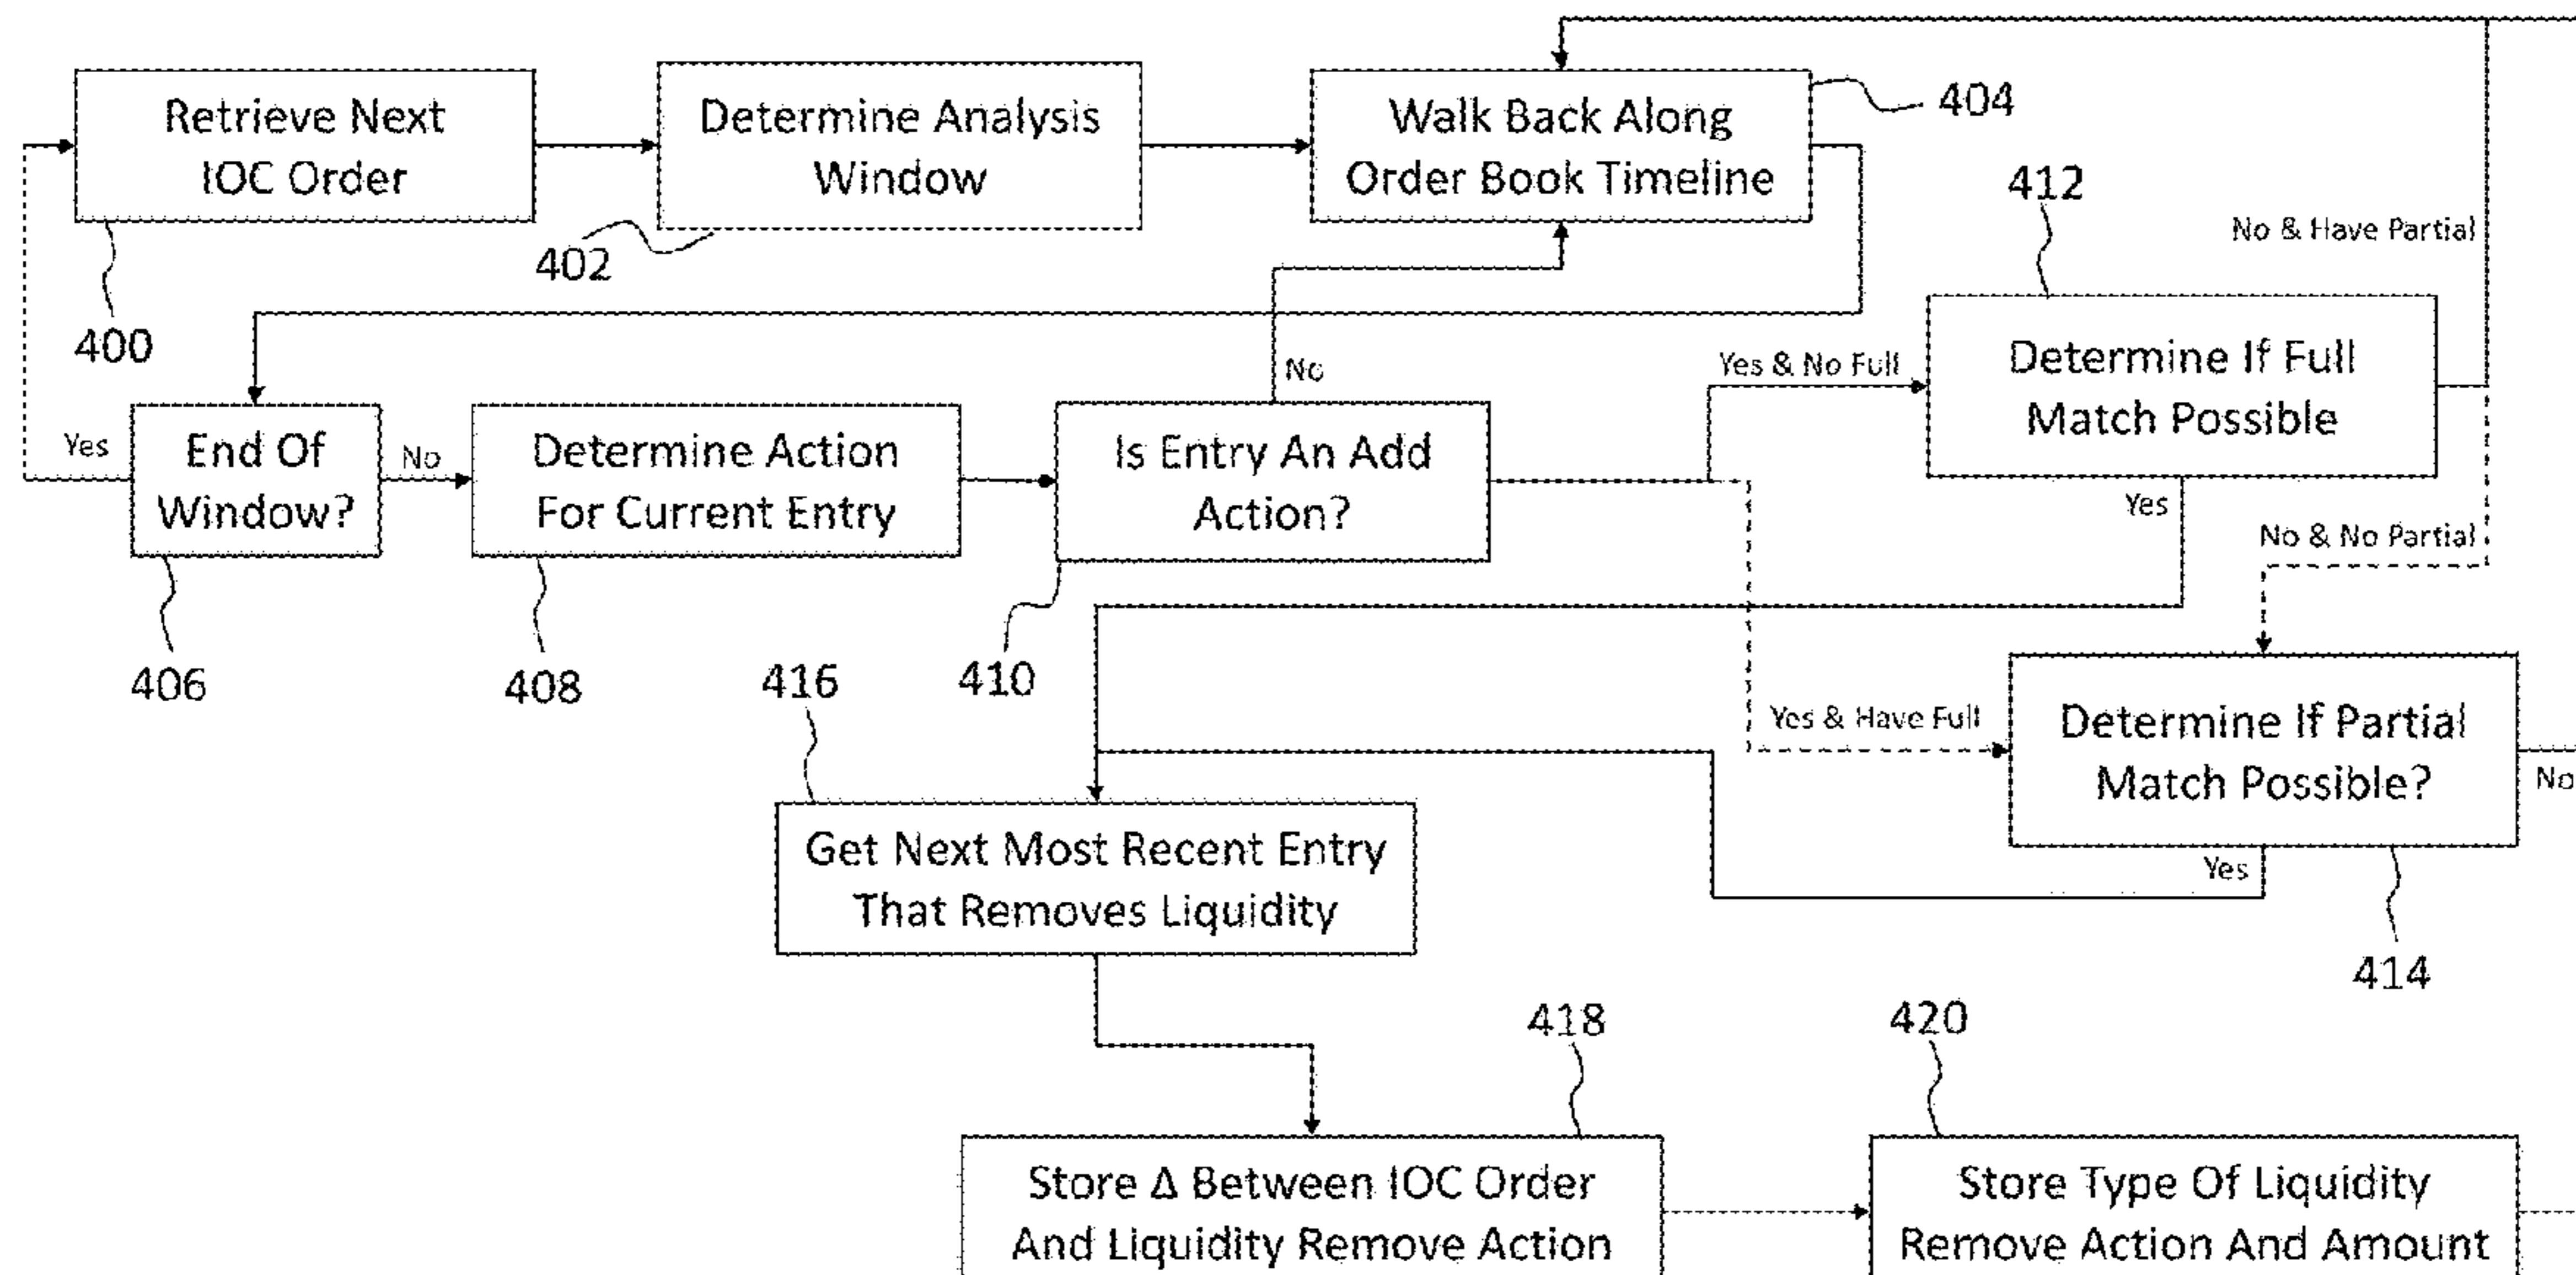 Retrieve Next
IOC Order
Determine Analysis
Window
Walk Back Along
Order Book Timeline
404
412
402
400
No & Have Partial
Determine If Full
Match Possible
Yes & No Full
No
Yes
End Of
Window?
No
Determine Action
For Current Entry
Is Entry An Add
Action?
Yes
No & No Partial
406
408
416
410
Yes & Have Full
Determine If Partial
Match Possible?
No
Yes
Get Next Most Recent Entry
That Removes Liquidity
414
418
420
Store Δ Between IOC Order
And Liquidity Remove Action
Store Type Of Liquidity
Remove Action And Amount